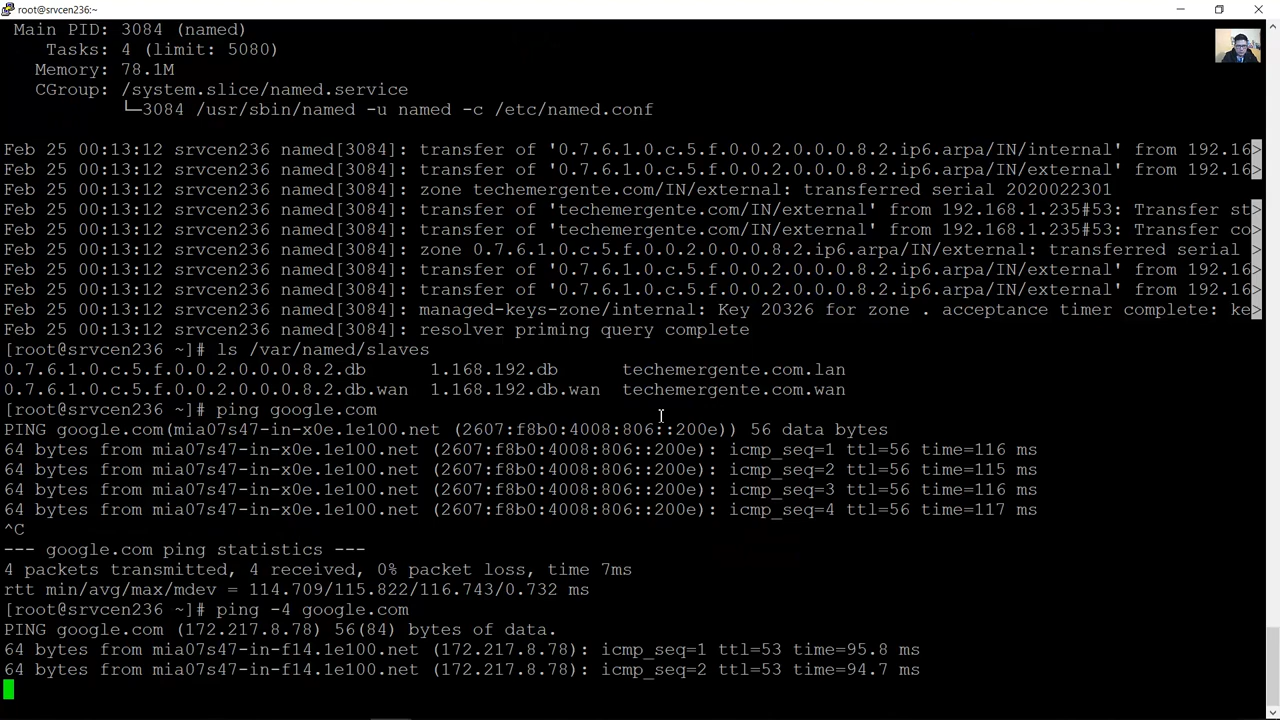 root@srvcen236:~
Main PID: 3084 (named)
Tasks: 4 (limit: 5080)
Memory: 78.1M
CGroup: /system.slice/named.service
└─3084 /usr/sbin/named -u named -c /etc/named.conf
Feb 25 00:13:12 srvcen236 named[3084]: transfer of '0.7.6.1.0.c.5.f.0.0.2.0.0.0.8.2.ip6.arpa/IN/internal' from 192.16>
Feb 25 00:13:12 srvcen236 named[3084]: transfer of '0.7.6.1.0.c.5.f.0.0.2.0.0.0.8.2.ip6.arpa/IN/internal' from 192.16>
Feb 25 00:13:12 srvcen236 named[3084]: zone techemergente.com/IN/external: transferred serial 2020022301
Feb 25 00:13:12 srvcen236 named[3084]: transfer of 'techemergente.com/IN/external' from 192.168.1.235#53: Transfer st>
Feb 25 00:13:12 srvcen236 named[3084]: transfer of 'techemergente.com/IN/external' from 192.168.1.235#53: Transfer co>
Feb 25 00:13:12 srvcen236 named[3084]: zone 0.7.6.1.0.c.5.f.0.0.2.0.0.0.8.2.ip6.arpa/IN/external: transferred serial >
Feb 25 00:13:12 srvcen236 named[3084]: transfer of '0.7.6.1.0.c.5.f.0.0.2.0.0.0.8.2.ip6.arpa/IN/external' from 192.16>
Feb 25 00:13:12 srvcen236 named[3084]: transfer of '0.7.6.1.0.c.5.f.0.0.2.0.0.0.8.2.ip6.arpa/IN/external' from 192.16>
Feb 25 00:13:12 srvcen236 named[3084]: managed-keys-zone/internal: Key 20326 for zone . acceptance timer complete: ke>
Feb 25 00:13:12 srvcen236 named[3084]: resolver priming query complete
[root@srvcen236 ~]# ls /var/named/slaves
0.7.6.1.0.c.5.f.0.0.2.0.0.0.8.2.db 1.168.192.db techemergente.com.lan
0.7.6.1.0.c.5.f.0.0.2.0.0.0.8.2.db.wan 1.168.192.db.wan techemergente.com.wan
[root@srvcen236 ~]# ping google.com
PING google.com(mia07s47-in-x0e.1e100.net (2607:f8b0:4008:806::200e)) 56 data bytes
64 bytes from mia07s47-in-x0e.1e100.net (2607:f8b0:4008:806::200e): icmp_seq=1 ttl=56 time=116 ms
64 bytes from mia07s47-in-x0e.1e100.net (2607:f8b0:4008:806::200e): icmp_seq=2 ttl=56 time=115 ms
64 bytes from mia07s47-in-x0e.1e100.net (2607:f8b0:4008:806::200e): icmp_seq=3 ttl=56 time=116 ms
64 bytes from mia07s47-in-x0e.1e100.net (2607:f8b0:4008:806::200e): icmp_seq=4 ttl=56 time=117 ms
^C
--- google.com ping statistics ---
4 packets transmitted, 4 received, 0% packet loss, time 7ms
rtt min/avg/max/mdev = 114.709/115.822/116.743/0.732 ms
[root@srvcen236 ~]# ping -4 google.com
PING google.com (172.217.8.78) 56(84) bytes of data.
64 bytes from mia07s47-in-f14.1e100.net (172.217.8.78): icmp_seq=1 ttl=53 time=95.8 ms
64 bytes from mia07s47-in-f14.1e100.net (172.217.8.78): icmp_seq=2 ttl=53 time=94.7 ms